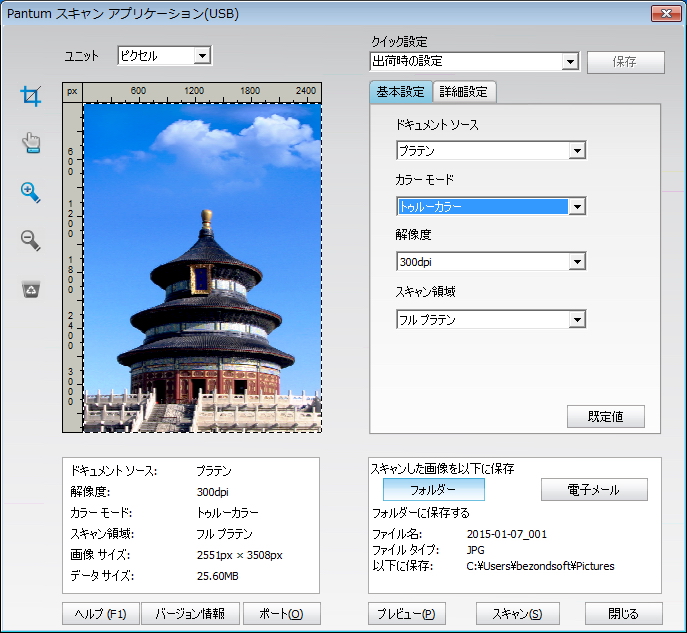 Pantum スキャン アプリケーション(USB)
ユニット ピクセル
クイック設定
出荷時の設定 保存
px 600 1200 1800 2400
600
1200
1800
2400
3000
基本設定 詳細設定
ドキュメント ソース
プラテン
カラー モード
トゥルーカラー
解像度
300dpi
スキャン領域
フル プラテン
既定値
ドキュメント ソース: プラテン
解像度: 300dpi
カラー モード: トゥルーカラー
スキャン領域: フル プラテン
画像 サイズ: 2551px × 3508px
データ サイズ: 25.60MB
スキャンした画像を以下に保存
フォルダー 電子メール
フォルダーに保存する
ファイル名: 2015-01-07_001
ファイル タイプ: JPG
以下に保存: C:¥Users¥bezondsoft¥Pictures
ヘルプ (F1) バージョン情報 ポート(O) プレビュー(P) スキャン(S) 閉じる